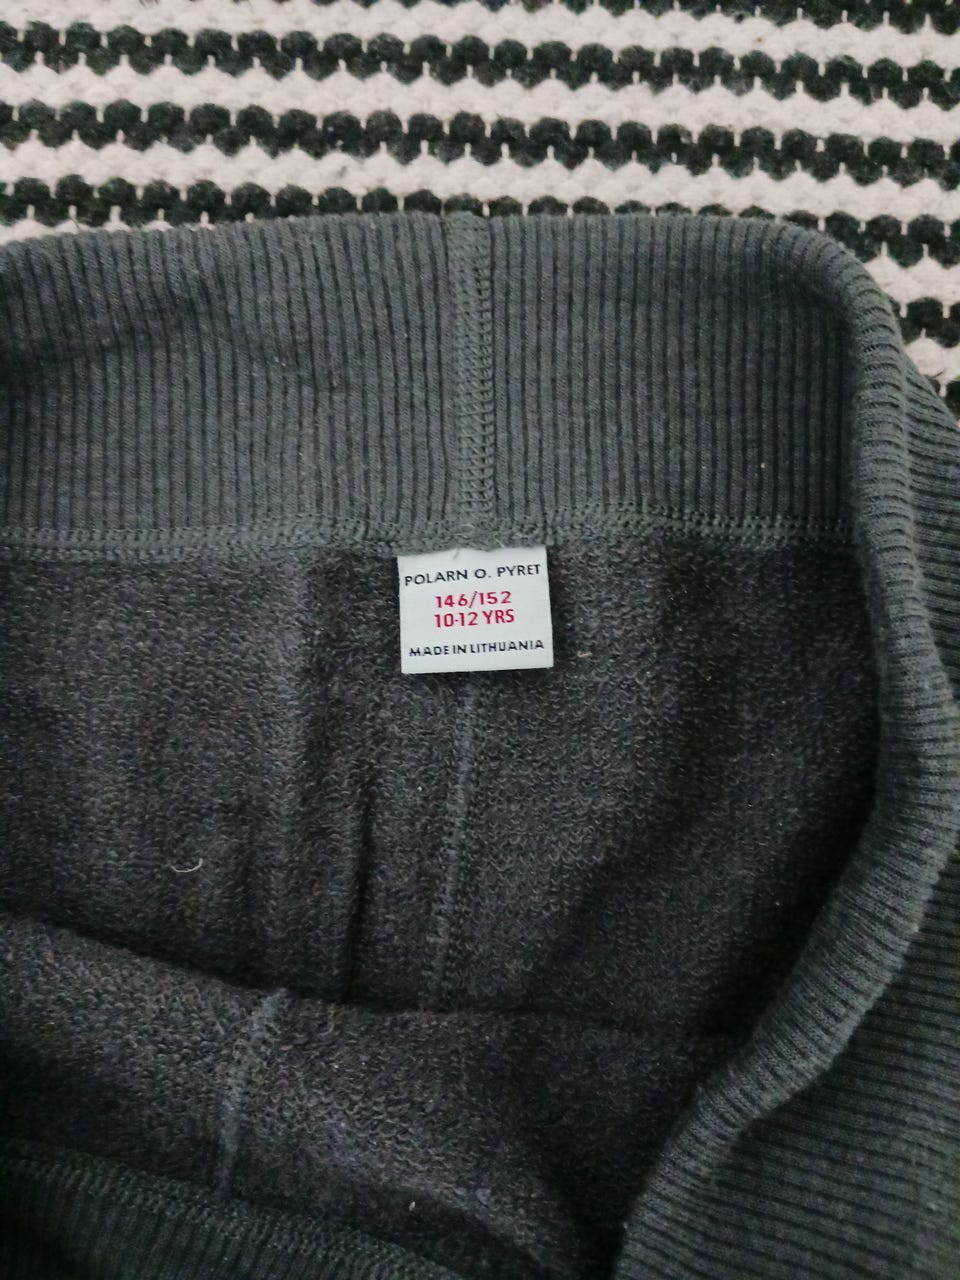 POLARN O. PYRET
146/152
10-12 YRS
MADE IN LITHUANIA